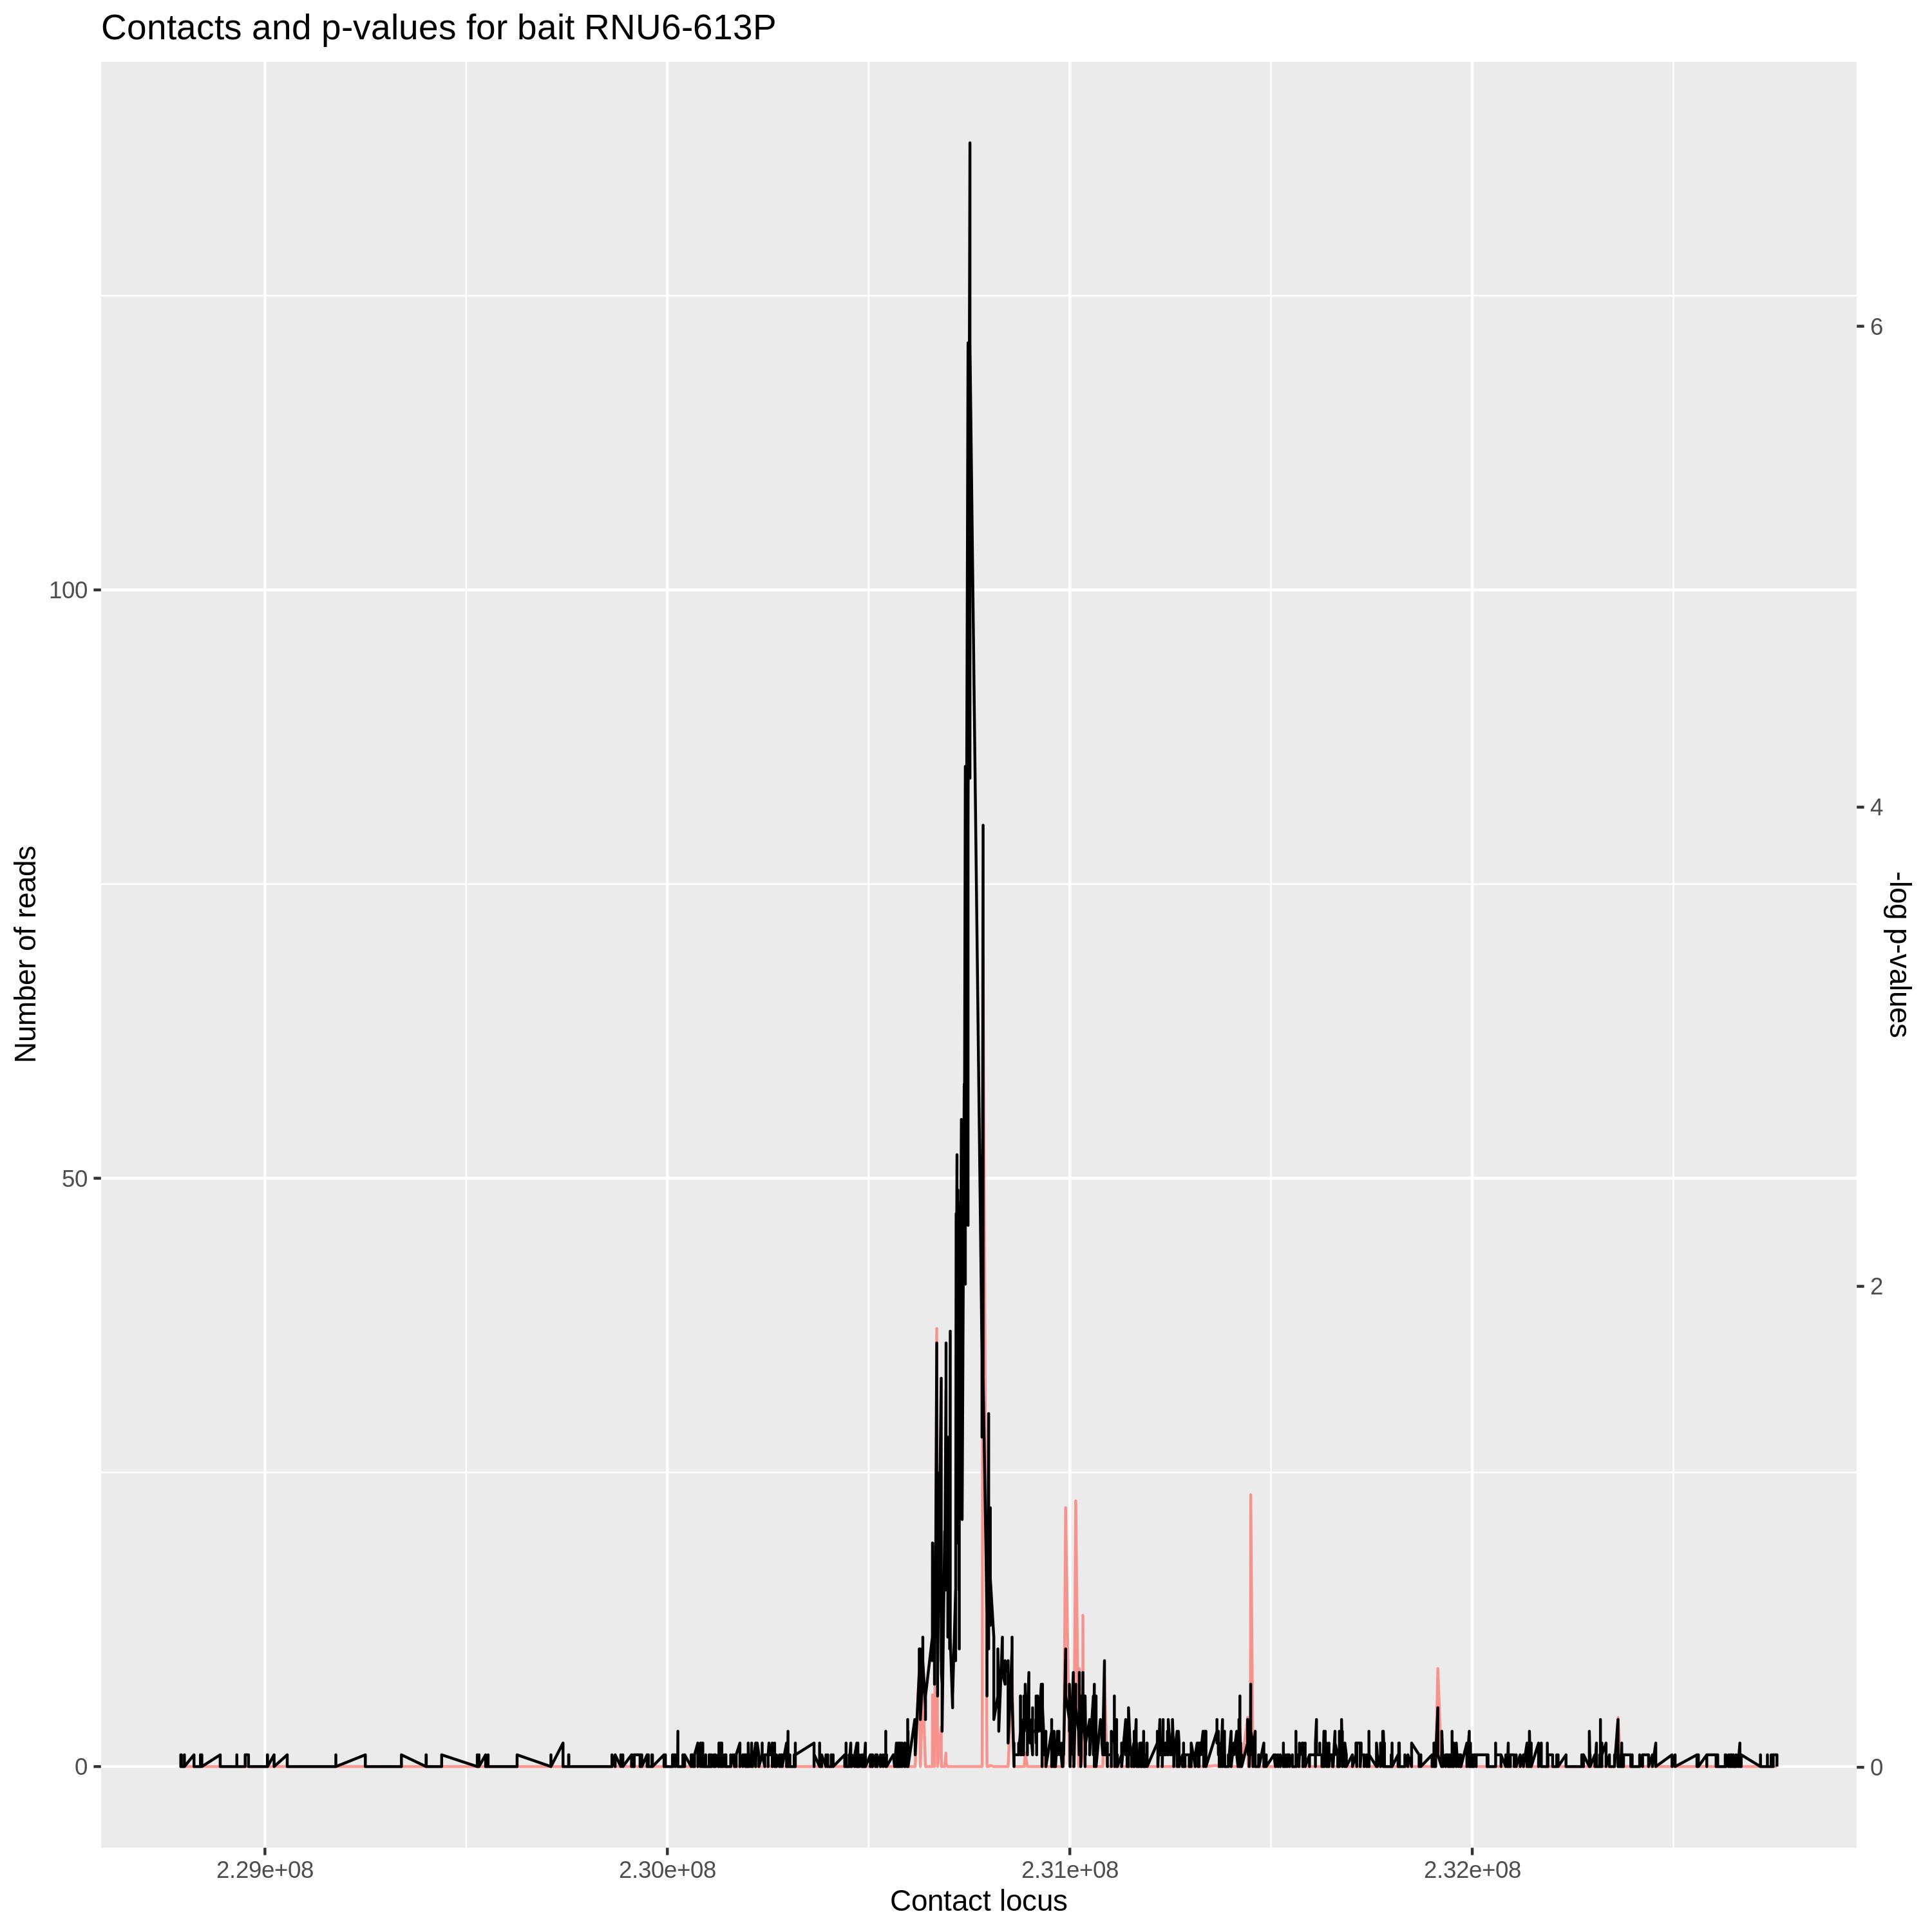 Contacts and p-values for bait RNU6-613P
Number of reads
100
50
0
6
4
2
0
-log p-values
2.29e+08
2.30e+08
2.31e+08
2.32e+08
Contact locus